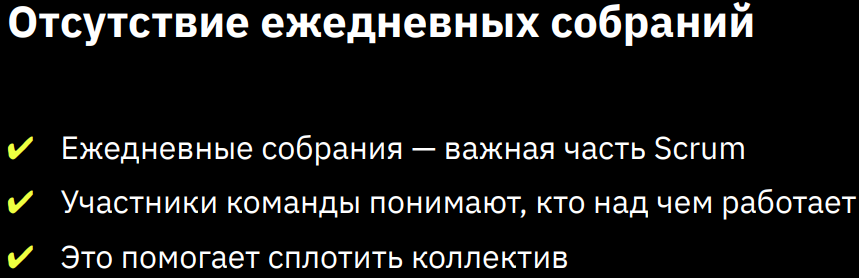 Отсутствие ежедневных собраний
✔ Ежедневные собрания — важная часть Scrum
✔ Участники команды понимают, кто над чем работает
✔ Это помогает сплотить коллектив